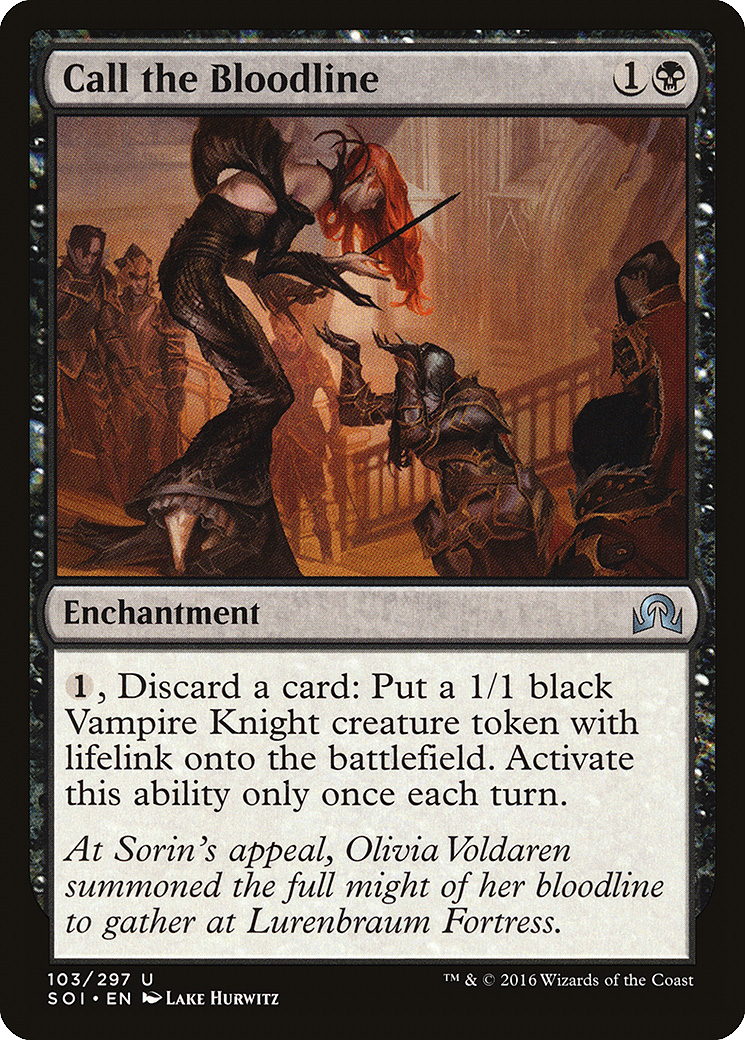 Call the Bloodline 1
Enchantment
1, Discard a card: Put a 1/1 black
Vampire Knight creature token with
lifelink onto the battlefield. Activate
this ability only once each turn.
At Sorin's appeal, Olivia Voldaren
summoned the full might of her bloodline
to gather at Lurenbraum Fortress.
103/297 U
SOI • EN Lake Hurwitz
™ & © 2016 Wizards of the Coast